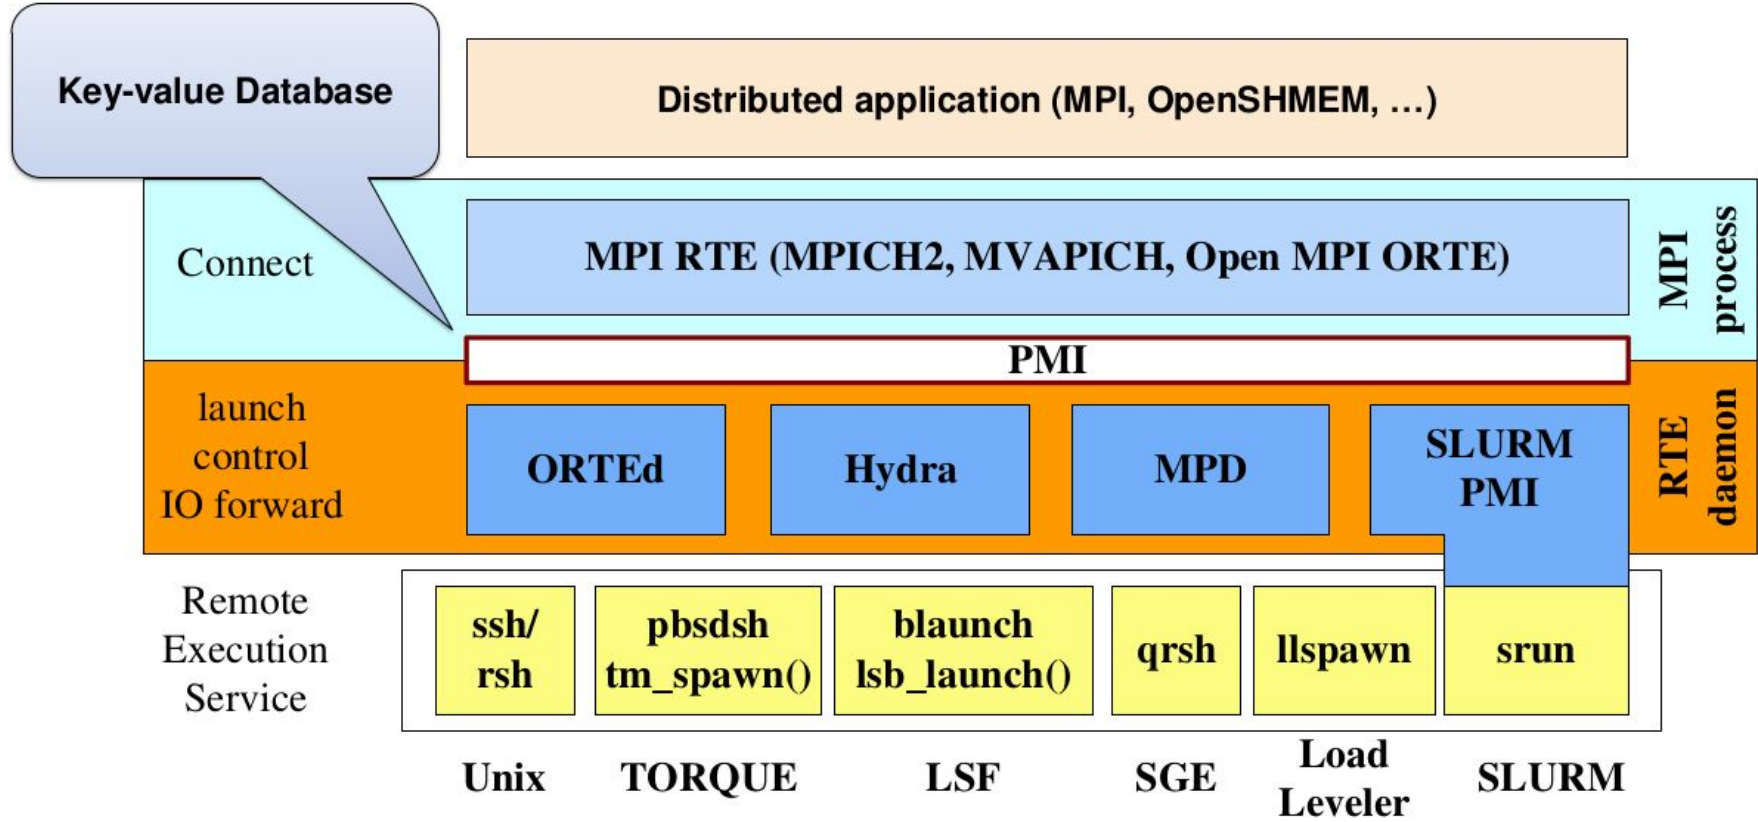 Key-value Database
Distributed application (MPI, OpenSHMEM, …)
Connect
MPI RTE (MPICH2, MVAPICH, Open MPI ORTE)
MPI
process
PMI
launch
control
IO forward
ORTEd
Hydra
MPD
SLURM
PMI
RTE
daemon
Remote
Execution
Service
ssh/
rsh
pbsdsh
tm_spawn()
blaunch
lsb_launch()
qrsh
llspawn
srun
Unix
TORQUE
LSF
SGE
Load
Leveler
SLURM